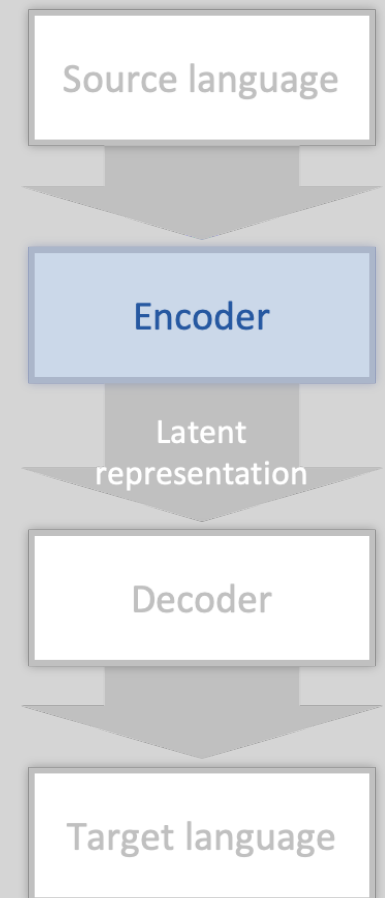 Source language
Encoder
Latent
representation
Decoder
Target language